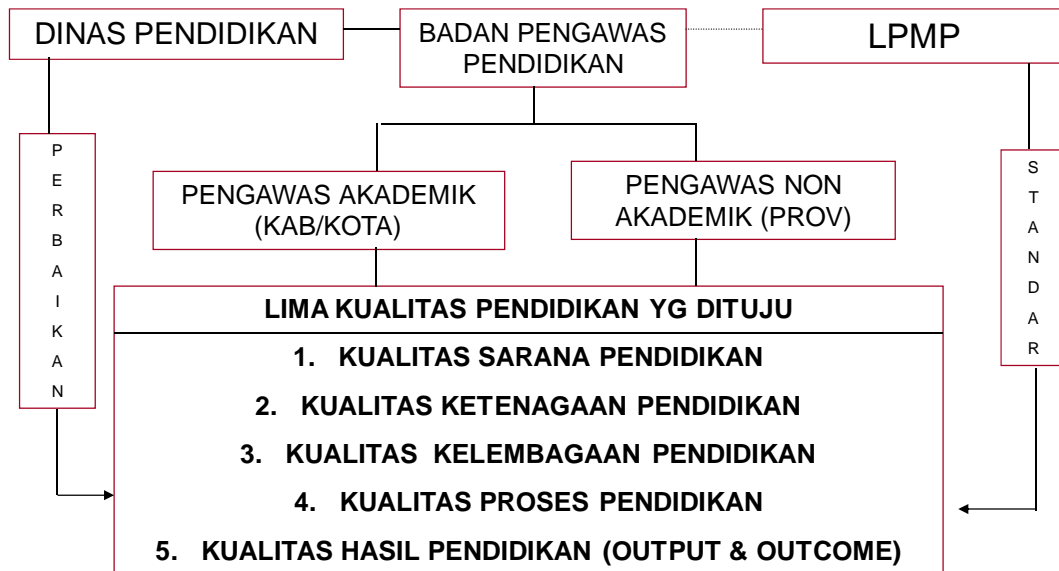 DINAS PENDIDIKAN
BADAN PENGAWAS
PENDIDIKAN
LPMP
P
E
R
B
A
I
K
A
N
PENGAWAS AKADEMIK
(KAB/KOTA)
PENGAWAS NON
AKADEMIK (PROV)
S
T
A
N
D
A
R
LIMA KUALITAS PENDIDIKAN YG DITUJU
1. KUALITAS SARANA PENDIDIKAN
2. KUALITAS KETENAGAAN PENDIDIKAN
3. KUALITAS KELEMBAGAAN PENDIDIKAN
4. KUALITAS PROSES PENDIDIKAN
5. KUALITAS HASIL PENDIDIKAN (OUTPUT & OUTCOME)